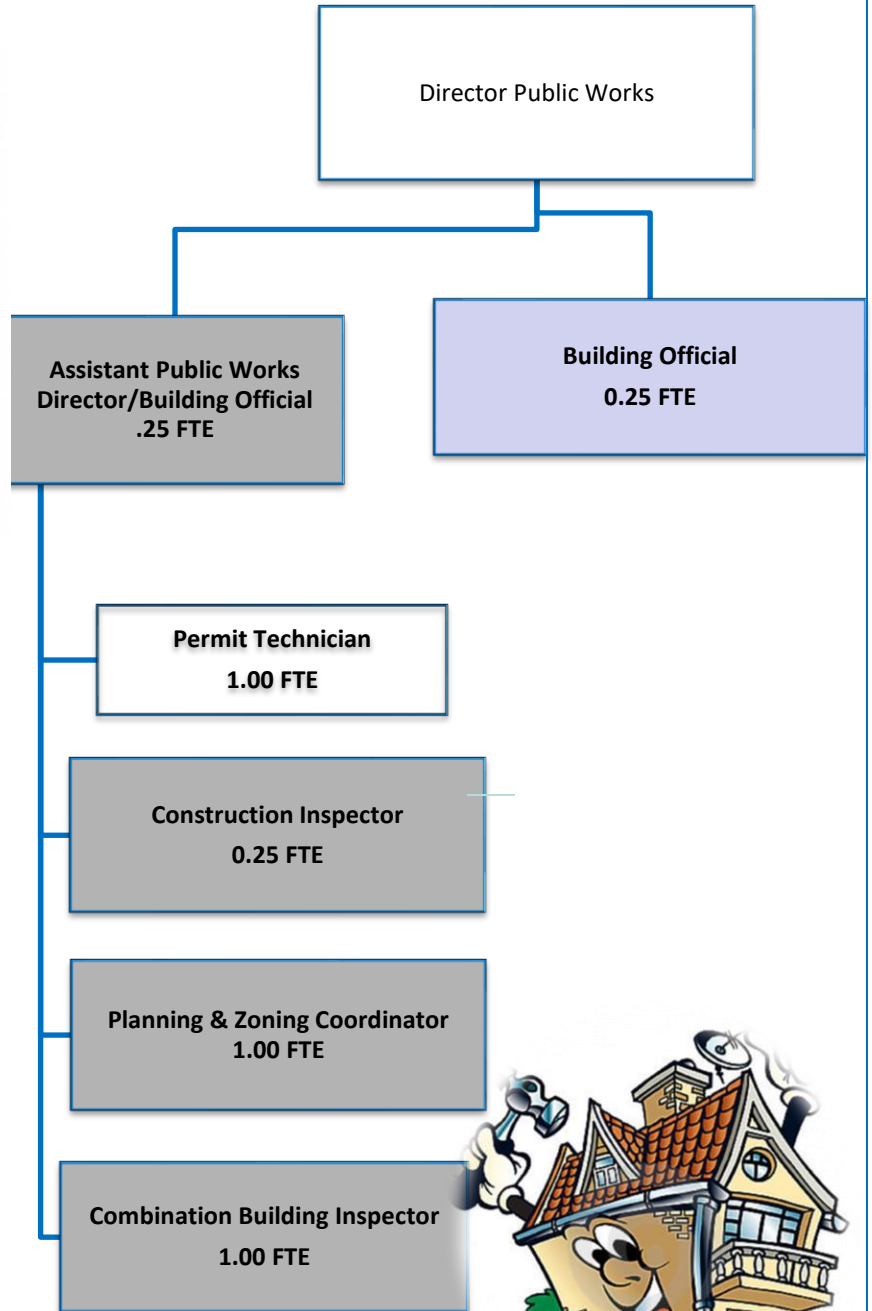 Director Public Works
Assistant Public Works
Director/Building Official
.25 FTE
Building Official
0.25 FTE
Permit Technician
1.00 FTE
Construction Inspector
0.25 FTE
Planning & Zoning Coordinator
1.00 FTE
Combination Building Inspector
1.00 FTE